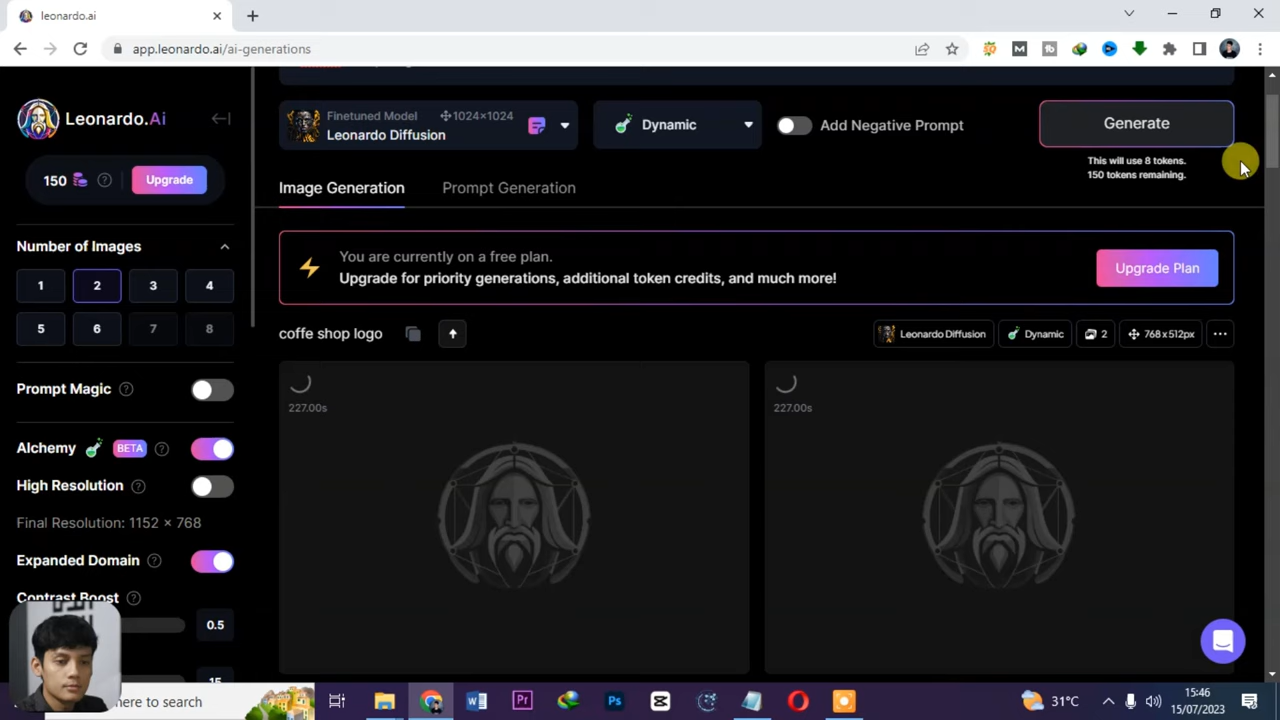 leonardo.ai
app.leonardo.ai/ai-generations
Leonardo.Ai
150
Upgrade
Number of Images
1
2
3
4
5
6
7
8
Prompt Magic
Alchemy
BETA
High Resolution
Final Resolution: 1152 × 768
Expanded Domain
Contrast Boost
0.5
15
Finetuned Model
1024×1024
Leonardo Diffusion
Dynamic
Add Negative Prompt
Generate
This will use 8 tokens.
150 tokens remaining.
Image Generation
Prompt Generation
You are currently on a free plan.
Upgrade for priority generations, additional token credits, and much more!
Upgrade Plan
coffe shop logo
Leonardo Diffusion
Dynamic
2
768 x 512px
227.00s
227.00s
here to search
W
Pr
Ps
31°C
15:46
15/07/2023